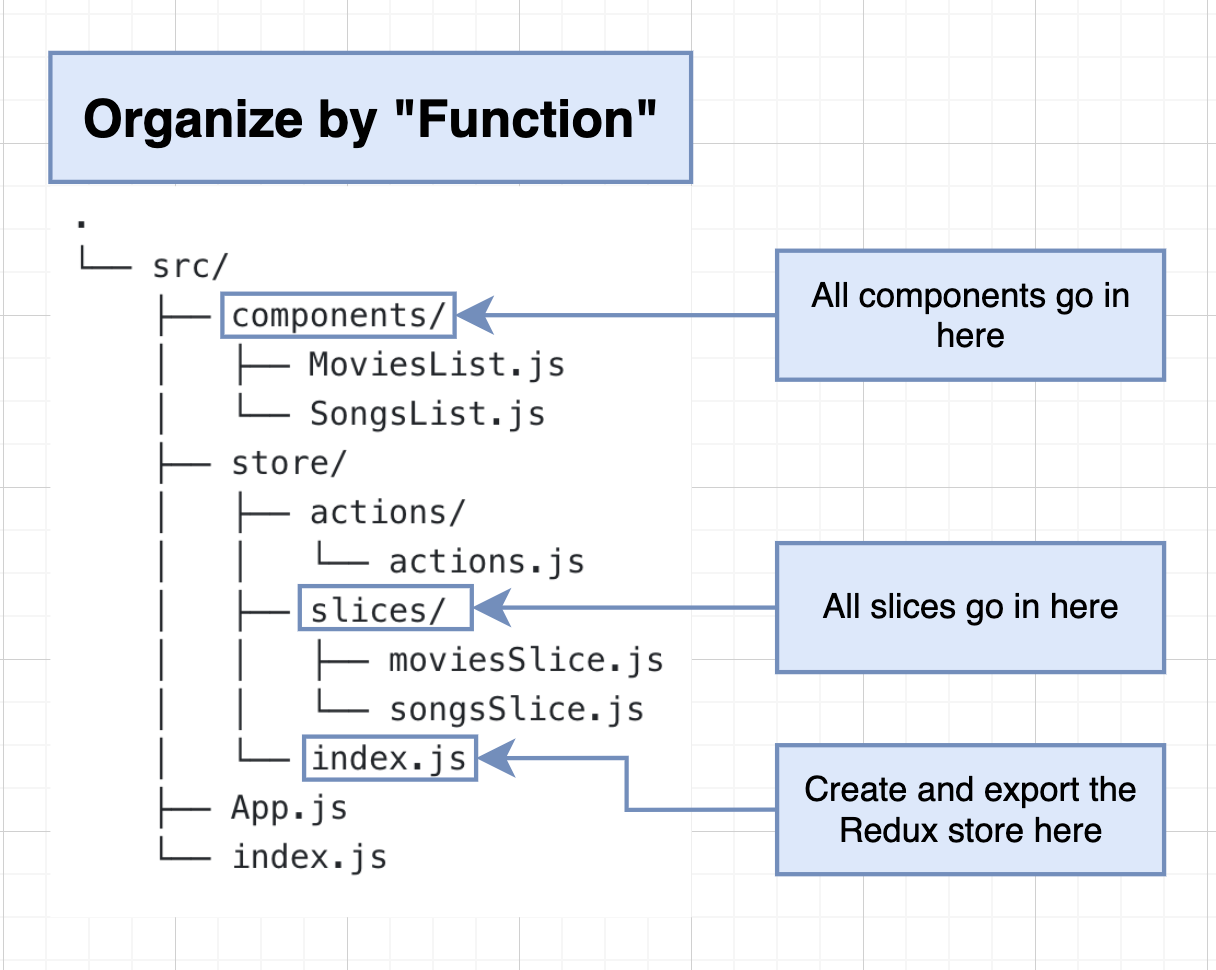 Organize by "Function"
.
└── src/
├── components/
│ ├── MoviesList.js
│ └── SongsList.js
├── store/
│ ├── actions/
│ │ └── actions.js
│ ├── slices/
│ │ ├── moviesSlice.js
│ │ └── songsSlice.js
│ └── index.js
├── App.js
└── index.js
All components go in
here
All slices go in here
Create and export the
Redux store here